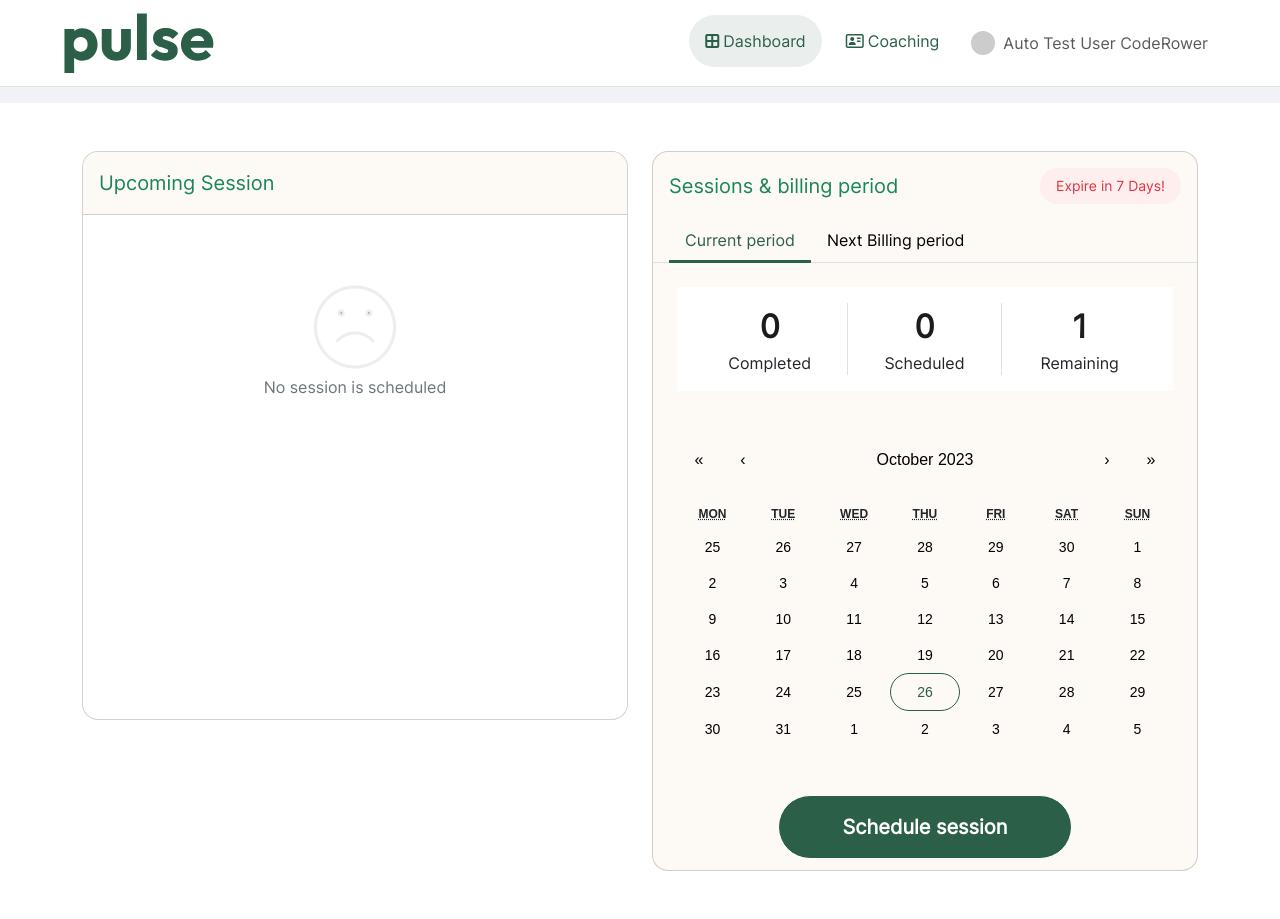 pulse
Dashboard
Coaching
Auto Test User CodeRower
Upcoming Session
No session is scheduled
Sessions & billing period
Expire in 7 Days!
Current period
Next Billing period
0 0 1
Completed Scheduled Remaining
« ‹ October 2023 › »
MON TUE WED THU FRI SAT SUN
25 26 27 28 29 30 1
2 3 4 5 6 7 8
9 10 11 12 13 14 15
16 17 18 19 20 21 22
23 24 25 26 27 28 29
30 31 1 2 3 4 5
Schedule session